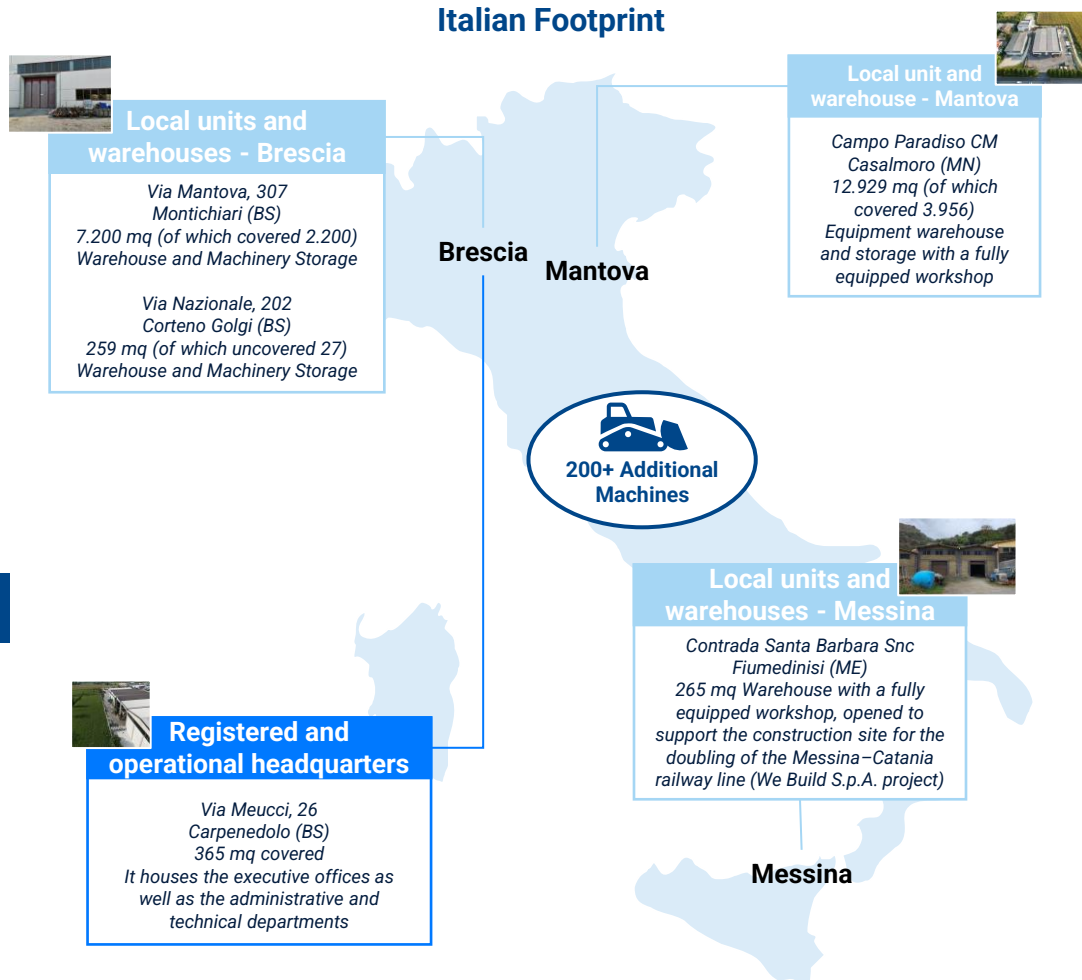 Italian Footprint
Local units and
warehouses - Brescia
Via Mantova, 307
Montichiari (BS)
7.200 mq (of which covered 2.200)
Warehouse and Machinery Storage
Via Nazionale, 202
Corteno Golgi (BS)
259 mq (of which uncovered 27)
Warehouse and Machinery Storage
Local unit and
warehouse - Mantova
Campo Paradiso CM
Casalmoro (MN)
12.929 mq (of which
covered 3.956)
Equipment warehouse
and storage with a fully
equipped workshop
Brescia
Mantova
200+ Additional
Machines
Local units and
warehouses - Messina
Contrada Santa Barbara Snc
Fiumedinisi (ME)
265 mq Warehouse with a fully
equipped workshop, opened to
support the construction site for the
doubling of the Messina–Catania
railway line (We Build S.p.A. project)
Messina
Registered and
operational headquarters
Via Meucci, 26
Carpenedolo (BS)
365 mq covered
It houses the executive offices as
well as the administrative and
technical departments